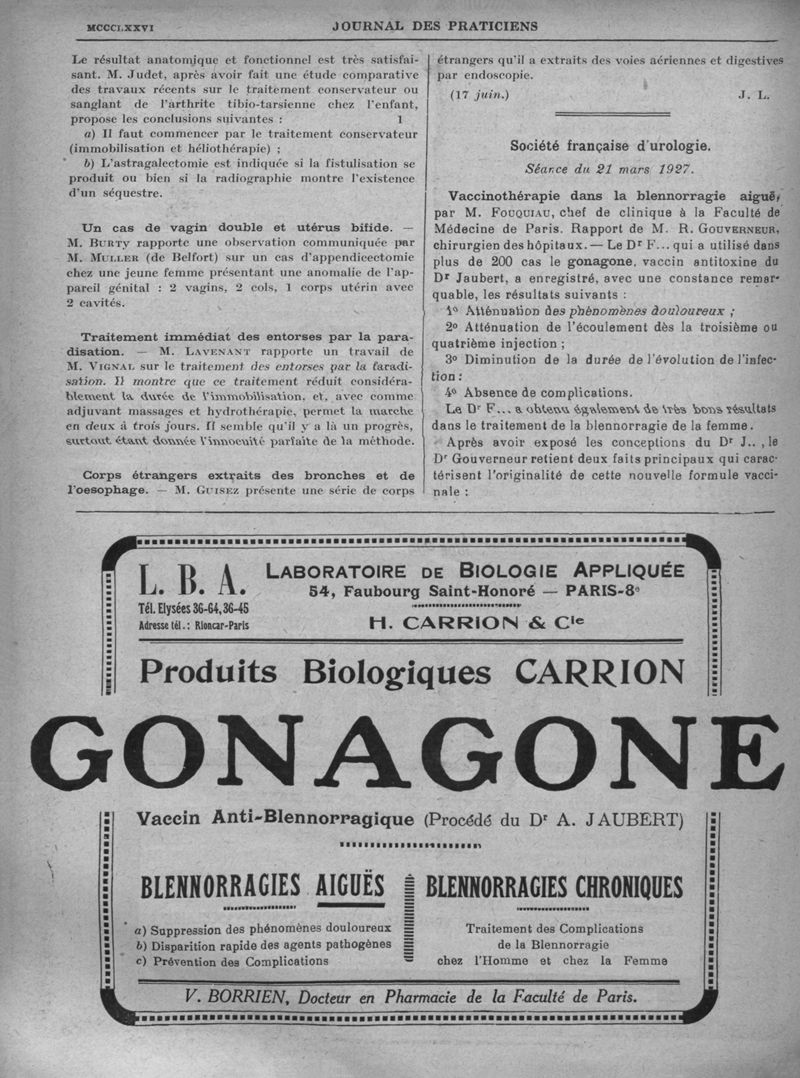 MCCCLXXVI
JOURNAL DES PRATICIENS
Le résultat anatomique et fonctionnel est très satisfai-
sant. M. Judet, après avoir fait une étude comparative
des travaux récents sur le traitement conservateur ou
sanglant de l'arthrite tibio-tarsienne chez l'enfant,
propose les conclusions suivantes : 1
a) Il faut commencer par le traitement conservateur
(immobilisation et héliothérapie) ;
b) L'astragalectomie est indiquée si la fistulisation se
produit ou bien si la radiographie montre l'existence
d'un séquestre.
Un cas de vagin double et utérus bifide. —
M. BURTY rapporte une observation communiquée par
M. MULLER (de Belfort) sur un cas d'appendicectomie
chez une jeune femme présentant une anomalie de l'ap-
pareil génital : 2 vagins, 2 cols, 1 corps utérin avec
2 cavités.
Traitement immédiat des entorses par la para-
disation. — M. LAVENANT rapporte un travail de
M. VIGNAL sur le traitement des entorses par la faradi-
sation. Il montre que ce traitement réduit considéra-
blement la durée de l'immobilisation, et, avec comme
adjuvant massages et hydrothérapie, permet la marche
en deux à trois jours. Il semble qu'il y a là un progrès,
surtout étant donnée l'innocuité parfaite de la méthode.
Corps étrangers extraits des bronches et de
l'oesophage. — M. GUISEZ présente une série de corps
étrangers qu'il a extraits des voies aériennes et digestives
par endoscopie.
(17 juin.) J. L.
Société française d'urologie.
Séance du 21 mars 1927.
Vaccinothérapie dans la blennorragie aiguë,
par M. FOUQUIAU, chef de clinique à la Faculté de
Médecine de Paris. Rapport de M. R. GOUVERNEUR,
chirurgien des hôpitaux. — Le Dr F... qui a utilisé dans
plus de 200 cas le gonagone, vaccin antitoxine du
Dr Jaubert, a enregistré, avec une constance remar-
quable, les résultats suivants :
1o Atténuation des phénomènes douloureux ;
2o Atténuation de l'écoulement dès la troisième ou
quatrième injection ;
3o Diminution de la durée de l'évolution de l'infec-
tion :
4o Absence de complications.
Le Dr F... a obtenu également de très bons résultats
dans le traitement de la blennorragie de la femme.
Après avoir exposé les conceptions du Dr J.. , le
Dr Gouverneur retient deux faits principaux qui carac-
térisent l'originalité de cette nouvelle formule vacci-
nale :
L. B. A.
Tél. Elysées 36-64, 36-45
Adresse tél. : Rioncar-Paris
LABORATOIRE DE BIOLOGIE APPLIQUÉE
54, Faubourg Saint-Honoré — PARIS-8e
H. CARRION & Cie
Produits Biologiques CARRION
GONAGONE
Vaccin Anti-Blennorragique (Procédé du Dr A. JAUBERT)
BLENNORRAGIES AIGUËS
a) Suppression des phénomènes douloureux
b) Disparition rapide des agents pathogènes
c) Prévention des Complications
BLENNORRAGIES CHRONIQUES
Traitement des Complications
de la Blennorragie
chez l'Homme et chez la Femme
V. BORRIEN, Docteur en Pharmacie de la Faculté de Paris.